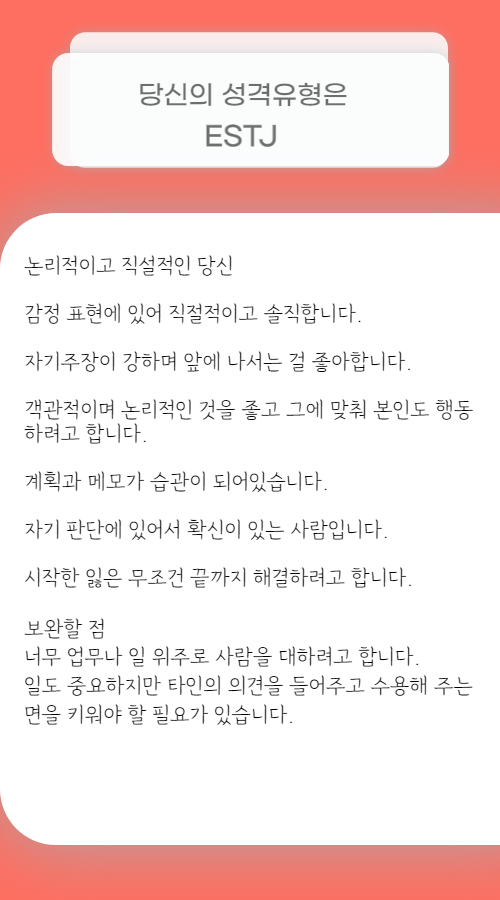 당신의 성격유형은
ESTJ
논리적이고 직설적인 당신
감정 표현에 있어 직절적이고 솔직합니다.
자기주장이 강하며 앞에 나서는 걸 좋아합니다.
객관적이며 논리적인 것을 좋고 그에 맞춰 본인도 행동
하려고 합니다.
계획과 메모가 습관이 되어있습니다.
자기 판단에 있어서 확신이 있는 사람입니다.
시작한 잃은 무조건 끝까지 해결하려고 합니다.
보완할 점
너무 업무나 일 위주로 사람을 대하려고 합니다.
일도 중요하지만 타인의 의견을 들어주고 수용해 주는
면을 키워야 할 필요가 있습니다.